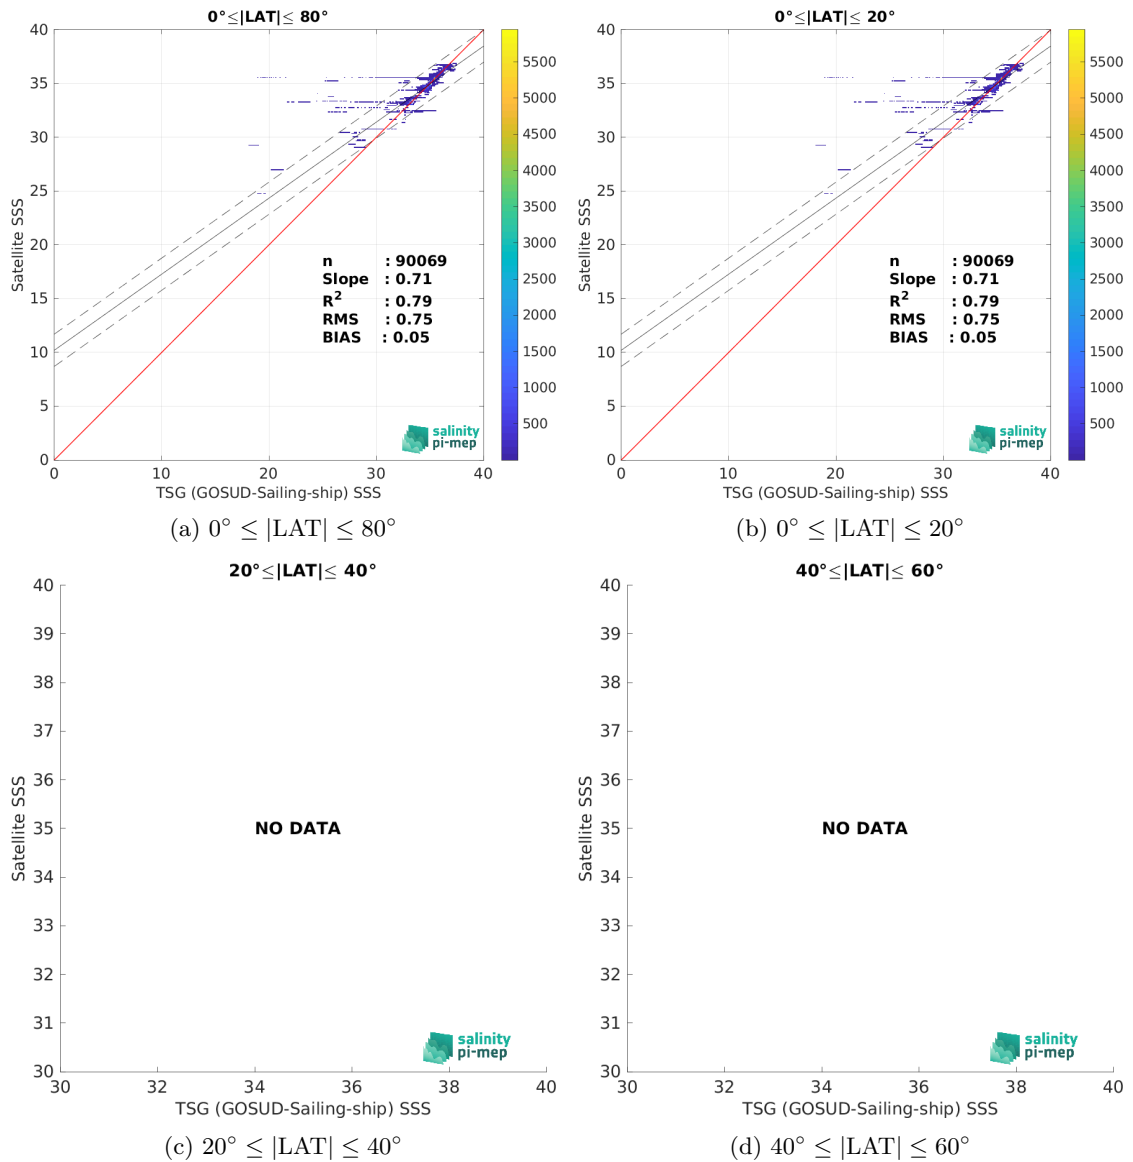 0°≤|LAT|≤ 80°
40
35
30
25
20
15
10
5
0
0
10
20
30
40
Satellite SSS
TSG (GOSUD-Sailing-ship) SSS
n : 90069
Slope : 0.71
R² : 0.79
RMS : 0.75
BIAS : 0.05
salinity
pi-mep
5500
5000
4500
4000
3500
3000
2500
2000
1500
1000
500
(a) 0° ≤ |LAT| ≤ 80°
0°≤|LAT|≤ 20°
40
35
30
25
20
15
10
5
0
0
10
20
30
40
Satellite SSS
TSG (GOSUD-Sailing-ship) SSS
n : 90069
Slope : 0.71
R² : 0.79
RMS : 0.75
BIAS : 0.05
salinity
pi-mep
5500
5000
4500
4000
3500
3000
2500
2000
1500
1000
500
(b) 0° ≤ |LAT| ≤ 20°
20°≤|LAT|≤ 40°
40
39
38
37
36
35
34
33
32
31
30
30
32
34
36
38
40
Satellite SSS
NO DATA
salinity
pi-mep
TSG (GOSUD-Sailing-ship) SSS
(c) 20° ≤ |LAT| ≤ 40°
40°≤|LAT|≤ 60°
40
39
38
37
36
35
34
33
32
31
30
30
32
34
36
38
40
Satellite SSS
NO DATA
salinity
pi-mep
TSG (GOSUD-Sailing-ship) SSS
(d) 40° ≤ |LAT| ≤ 60°